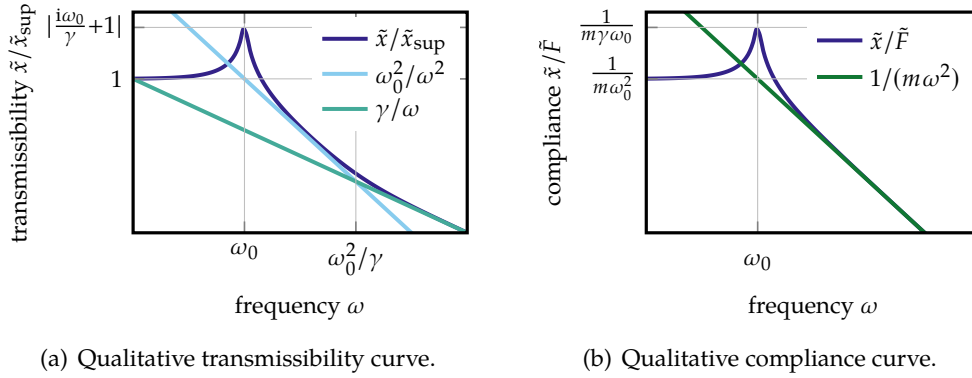 transmissibility x̃/x̃_sup
|iω₀/γ +1|
1
x̃/x̃_sup
ω₀²/ω²
γ/ω
ω₀
ω₀²/γ
frequency ω
(a) Qualitative transmissibility curve.
compliance x̃/F̃
1/(mγω₀)
1/(mω₀²)
x̃/F̃
1/(mω²)
ω₀
frequency ω
(b) Qualitative compliance curve.